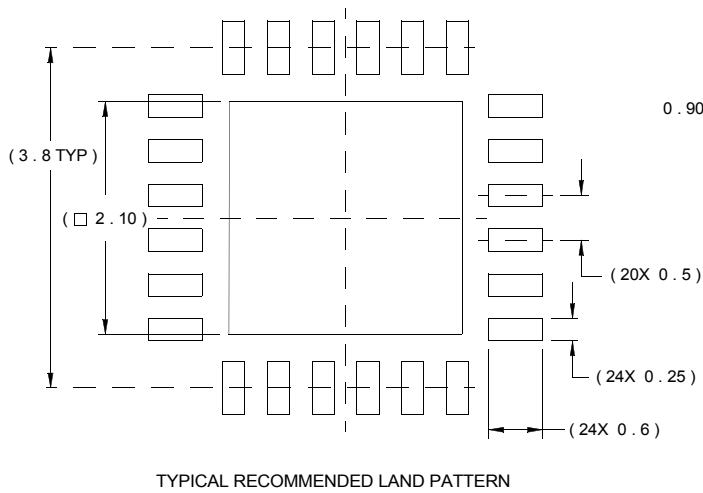 0.90
( 3 . 8 TYP )
( □ 2 . 10 )
( 20X 0 . 5 )
( 24X 0 . 25 )
( 24X 0 . 6 )
TYPICAL RECOMMENDED LAND PATTERN